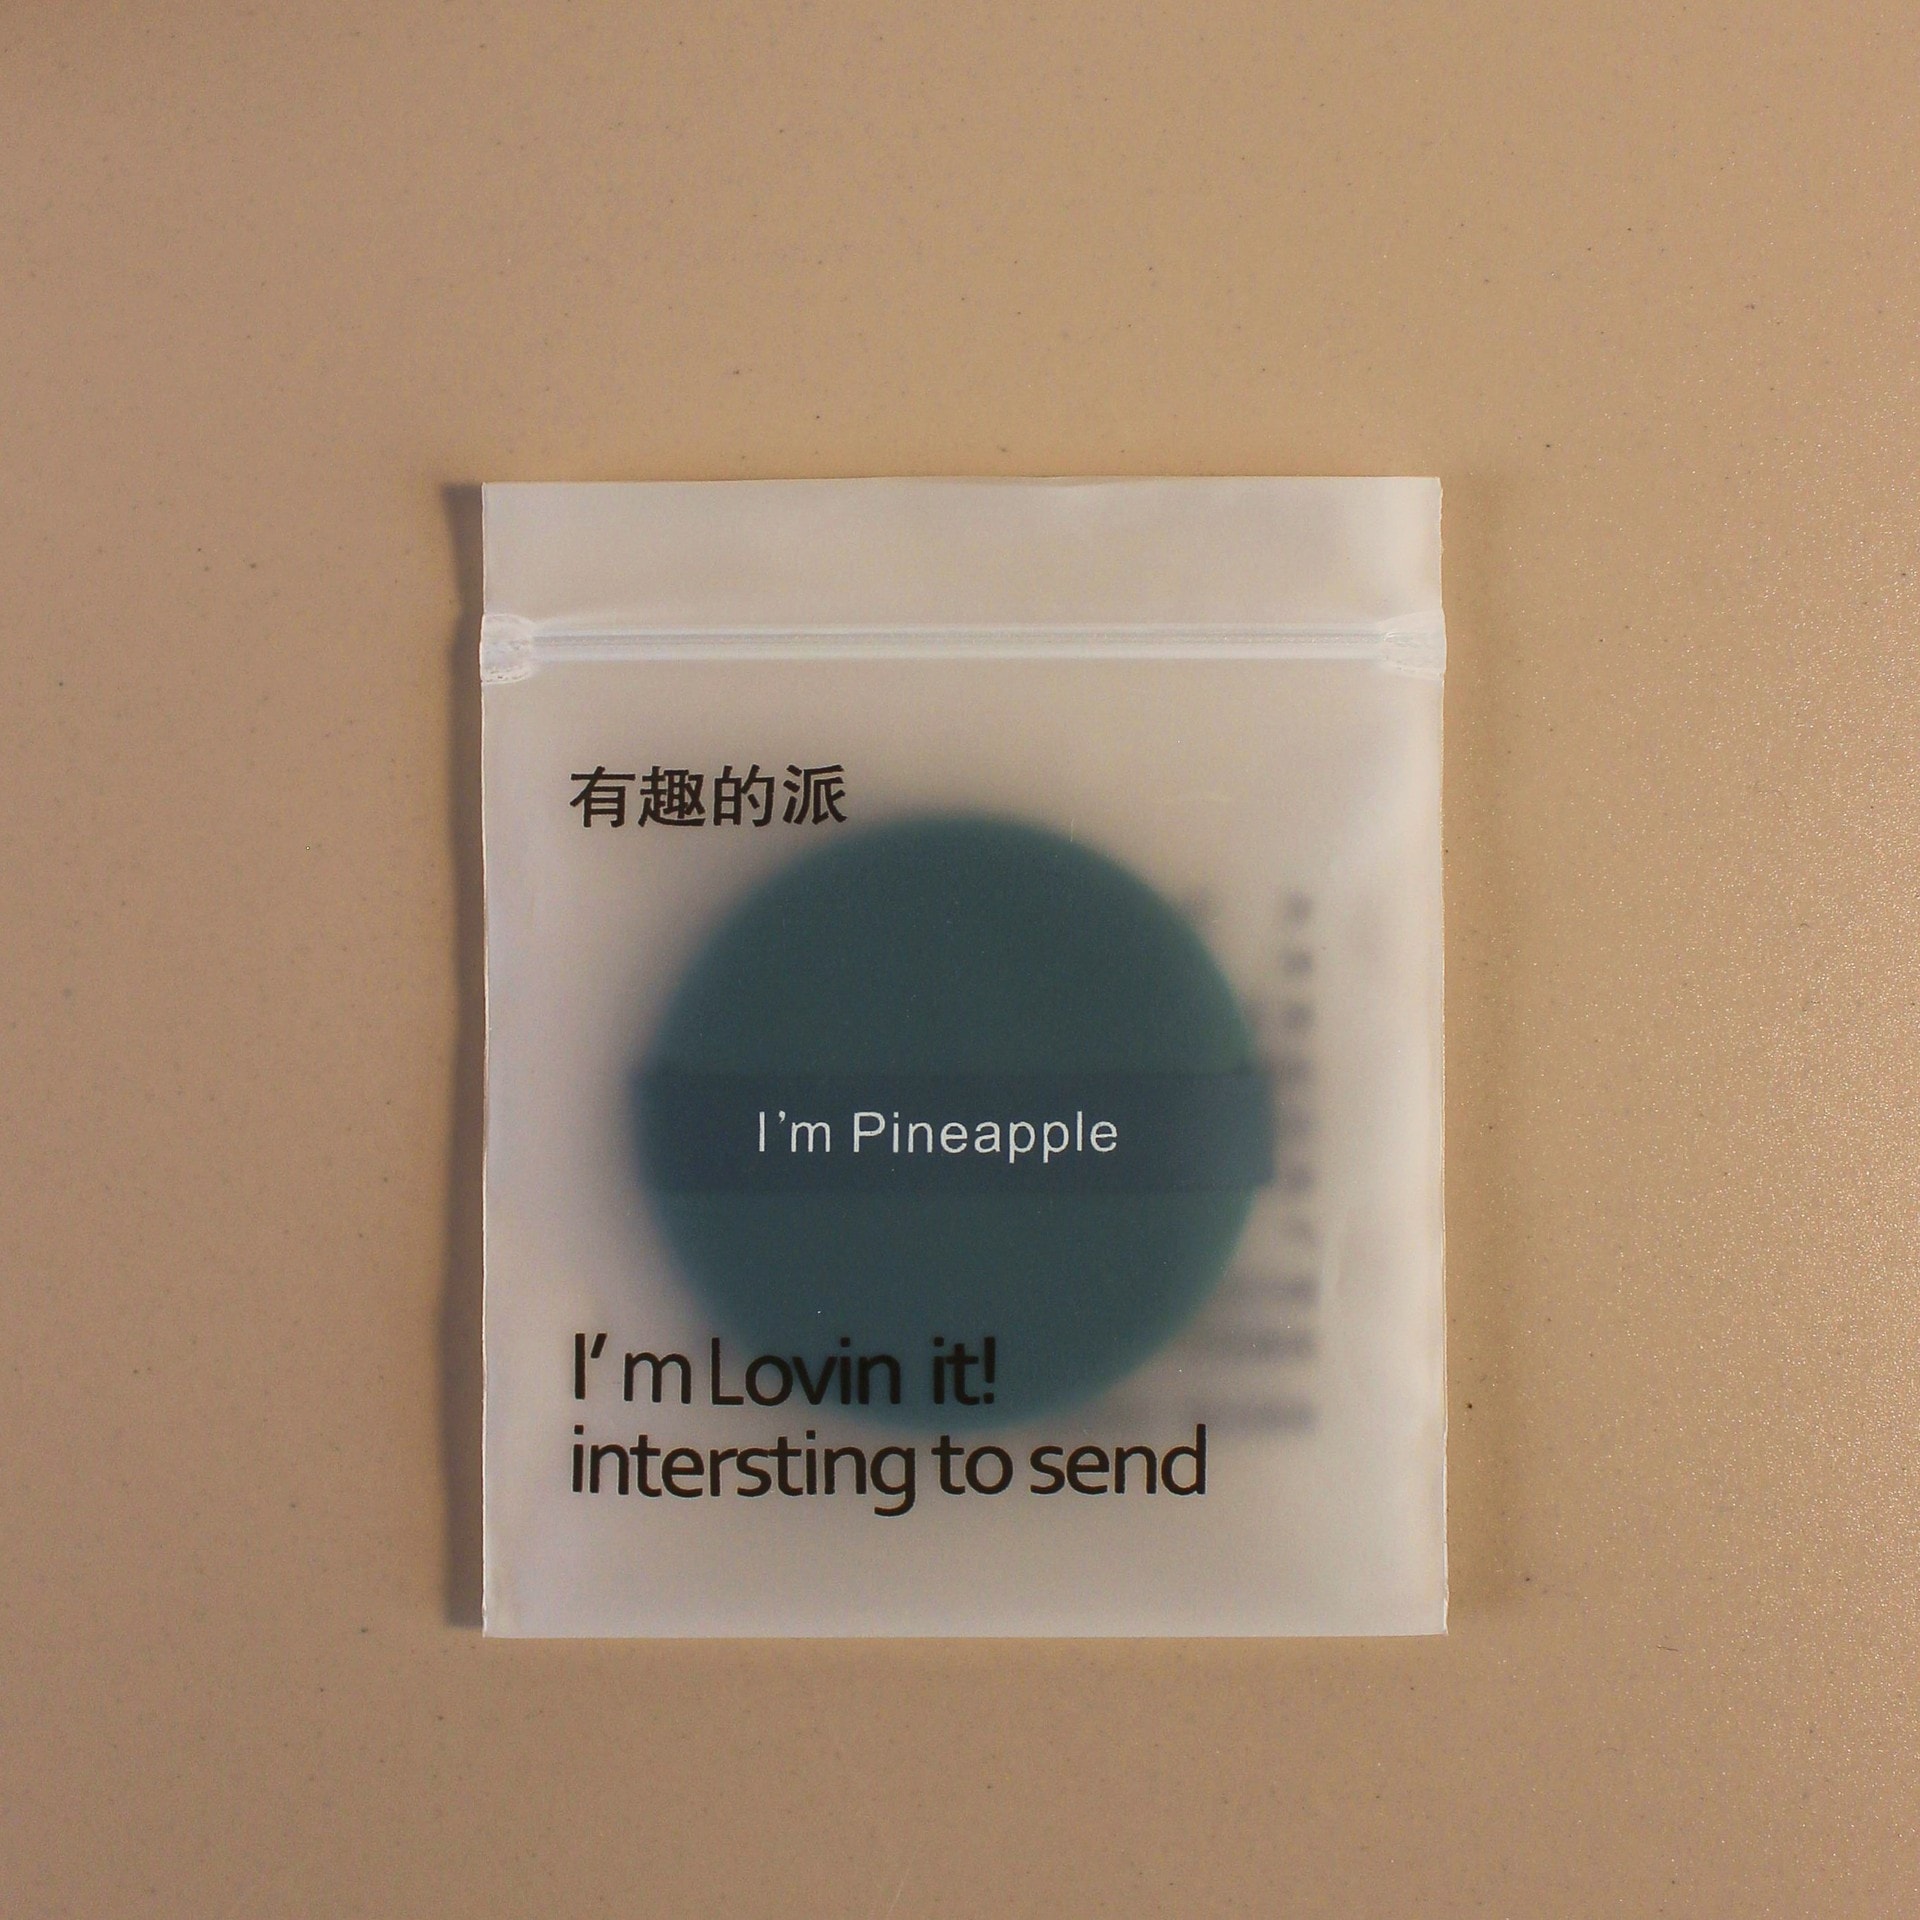 有趣的派
I'm Pineapple
I'm Lovin it!
intersting to send